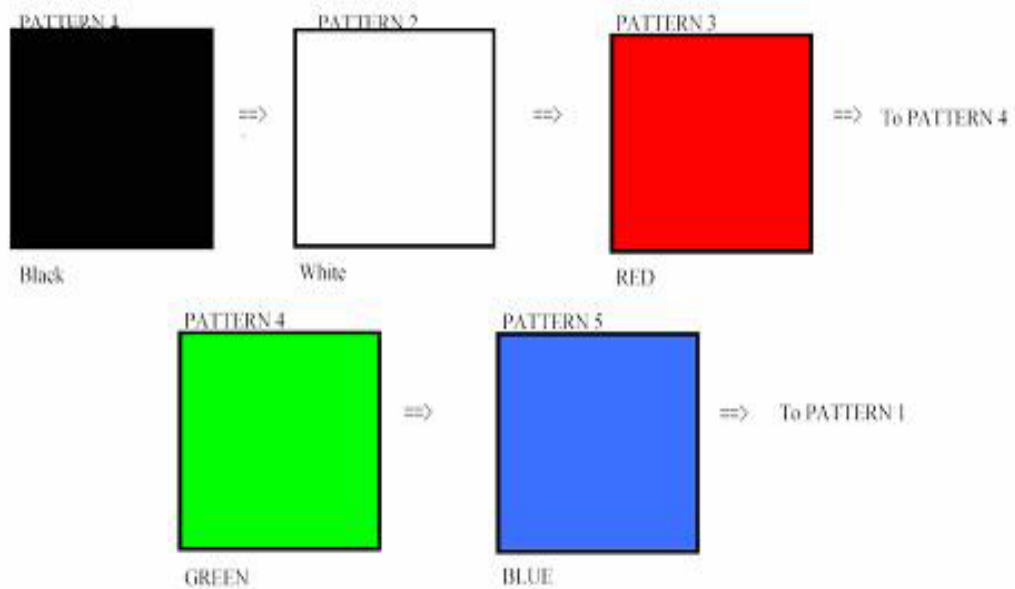 PATTERN 1
PATTERN 2
PATTERN 3
==>
==>
==> To PATTERN 4
Black
White
RED
PATTERN 4
PATTERN 5
==>
==> To PATTERN 1
GREEN
BLUE